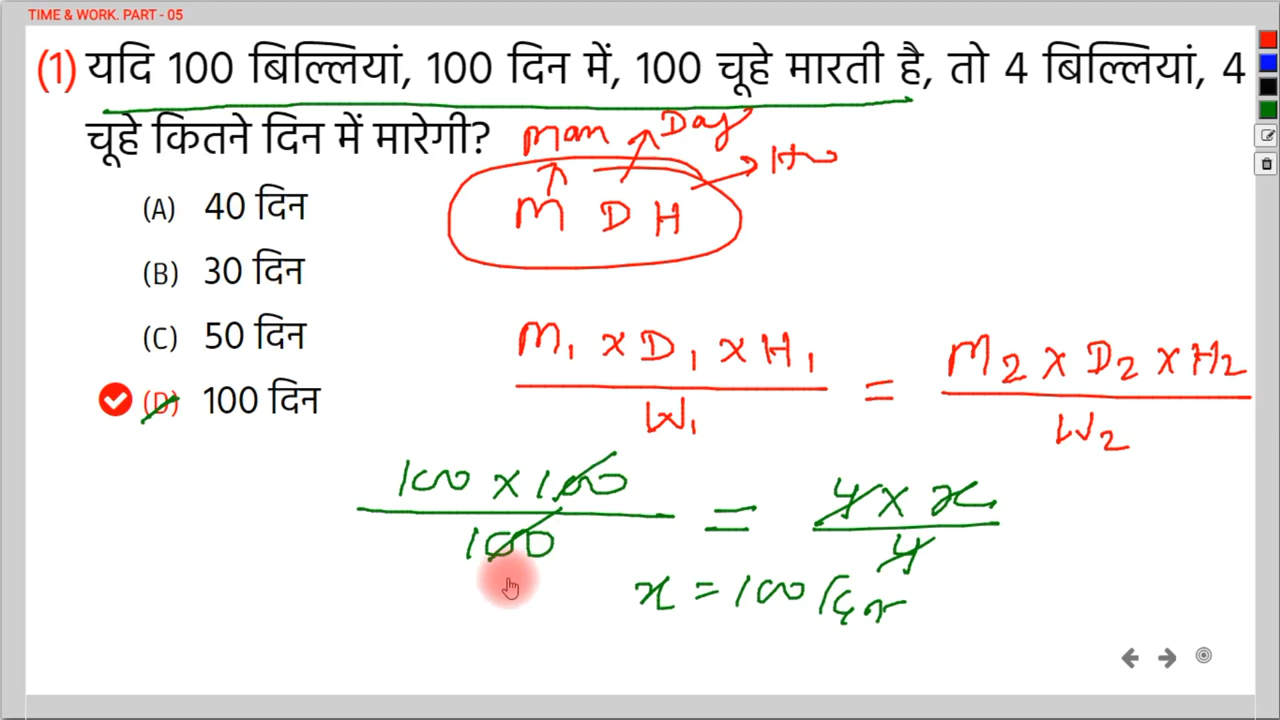 TIME & WORK. PART - 05
(1) यदि 100 बिल्लियां, 100 दिन में, 100 चूहे मारती है, तो 4 बिल्लियां, 4
चूहे कितने दिन में मारेगी?
Man Day
M D H
(A) 40 दिन
(B) 30 दिन
(C) 50 दिन
(D) 100 दिन
M₁ × D₁ × H₁ = M₂ × D₂ × H₂
W₁ W₂
100 × 100 = 4 × x
100 4
x = 100 दिन